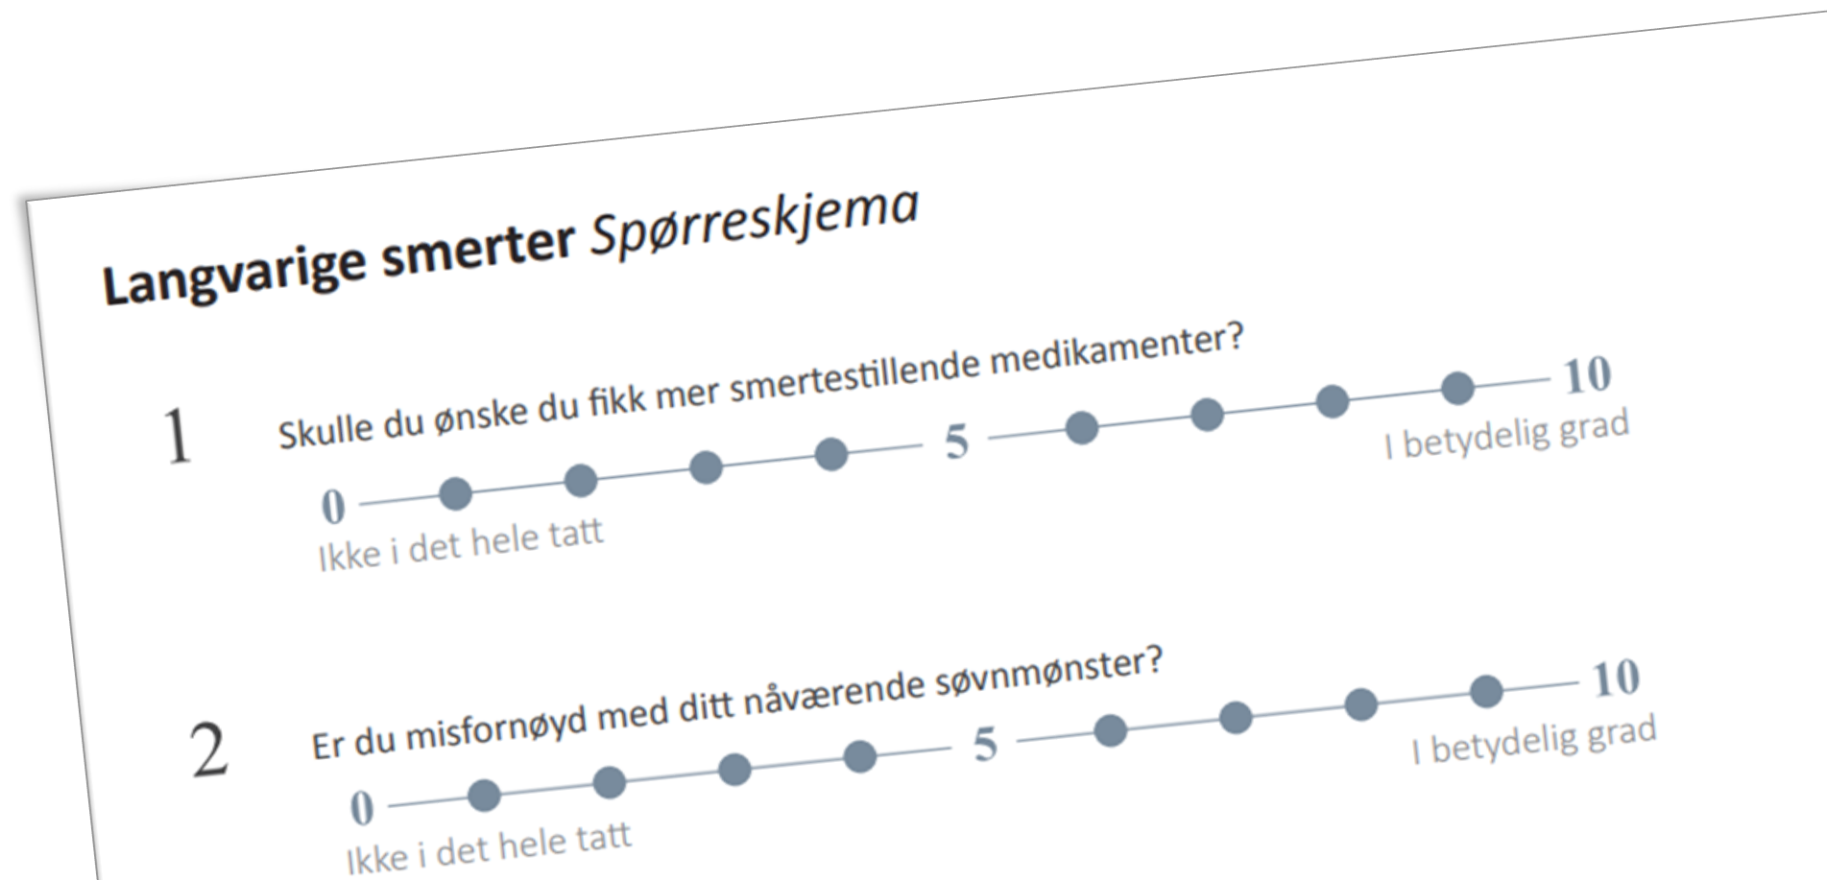 Langvarige smerter Spørreskjema
1 Skulle du ønske du fikk mer smertestillende medikamenter?
0 5 10
Ikke i det hele tatt I betydelig grad
2 Er du misfornøyd med ditt nåværende søvnmønster?
0 5 10
Ikke i det hele tatt I betydelig grad